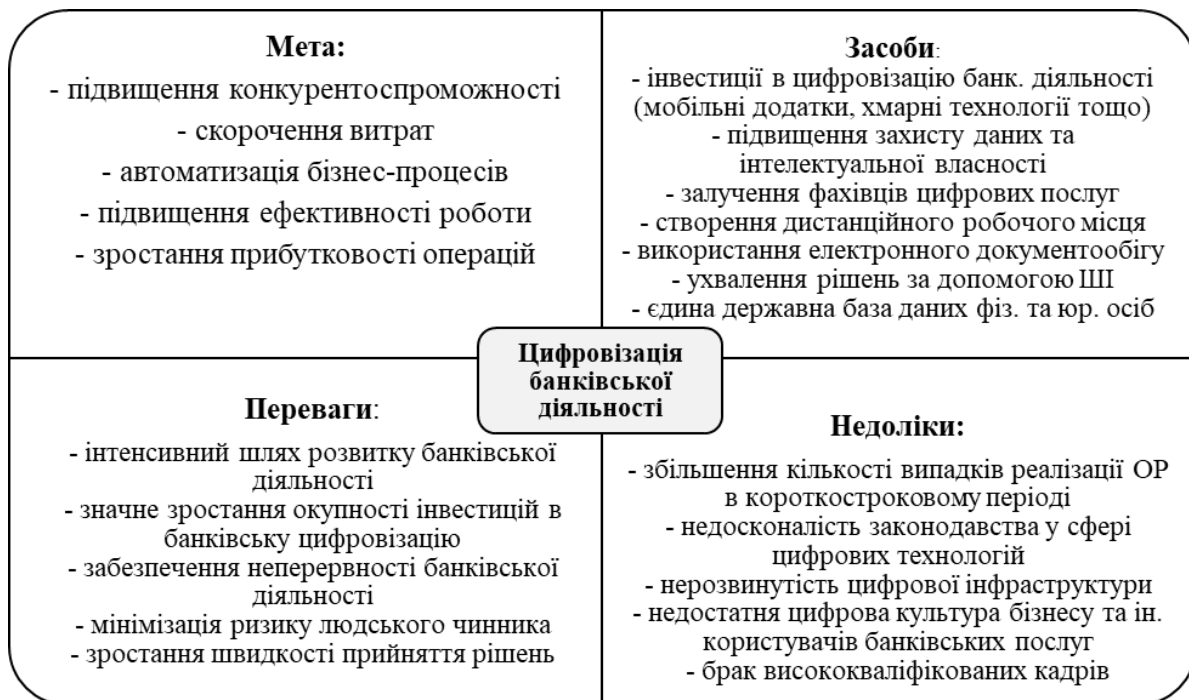 Мета:
- підвищення конкурентоспроможності
- скорочення витрат
- автоматизація бізнес-процесів
- підвищення ефективності роботи
- зростання прибутковості операцій
Засоби:
- інвестиції в цифровізацію банк. діяльності
(мобільні додатки, хмарні технології тощо)
- підвищення захисту даних та
інтелектуальної власності
- залучення фахівців цифрових послуг
- створення дистанційного робочого місця
- використання електронного документообігу
- ухвалення рішень за допомогою ШІ
- єдина державна база даних фіз. та юр. осіб
Цифровізація
банківської
діяльності
Переваги:
- інтенсивний шлях розвитку банківської
діяльності
- значне зростання окупності інвестицій в
банківську цифровізацію
- забезпечення неперервності банківської
діяльності
- мінімізація ризику людського чинника
- зростання швидкості прийняття рішень
Недоліки:
- збільшення кількості випадків реалізації ОР
в короткостроковому періоді
- недосконалість законодавства у сфері
цифрових технологій
- нерозвинутість цифрової інфраструктури
- недостатня цифрова культура бізнесу та ін.
користувачів банківських послуг
- брак висококваліфікованих кадрів